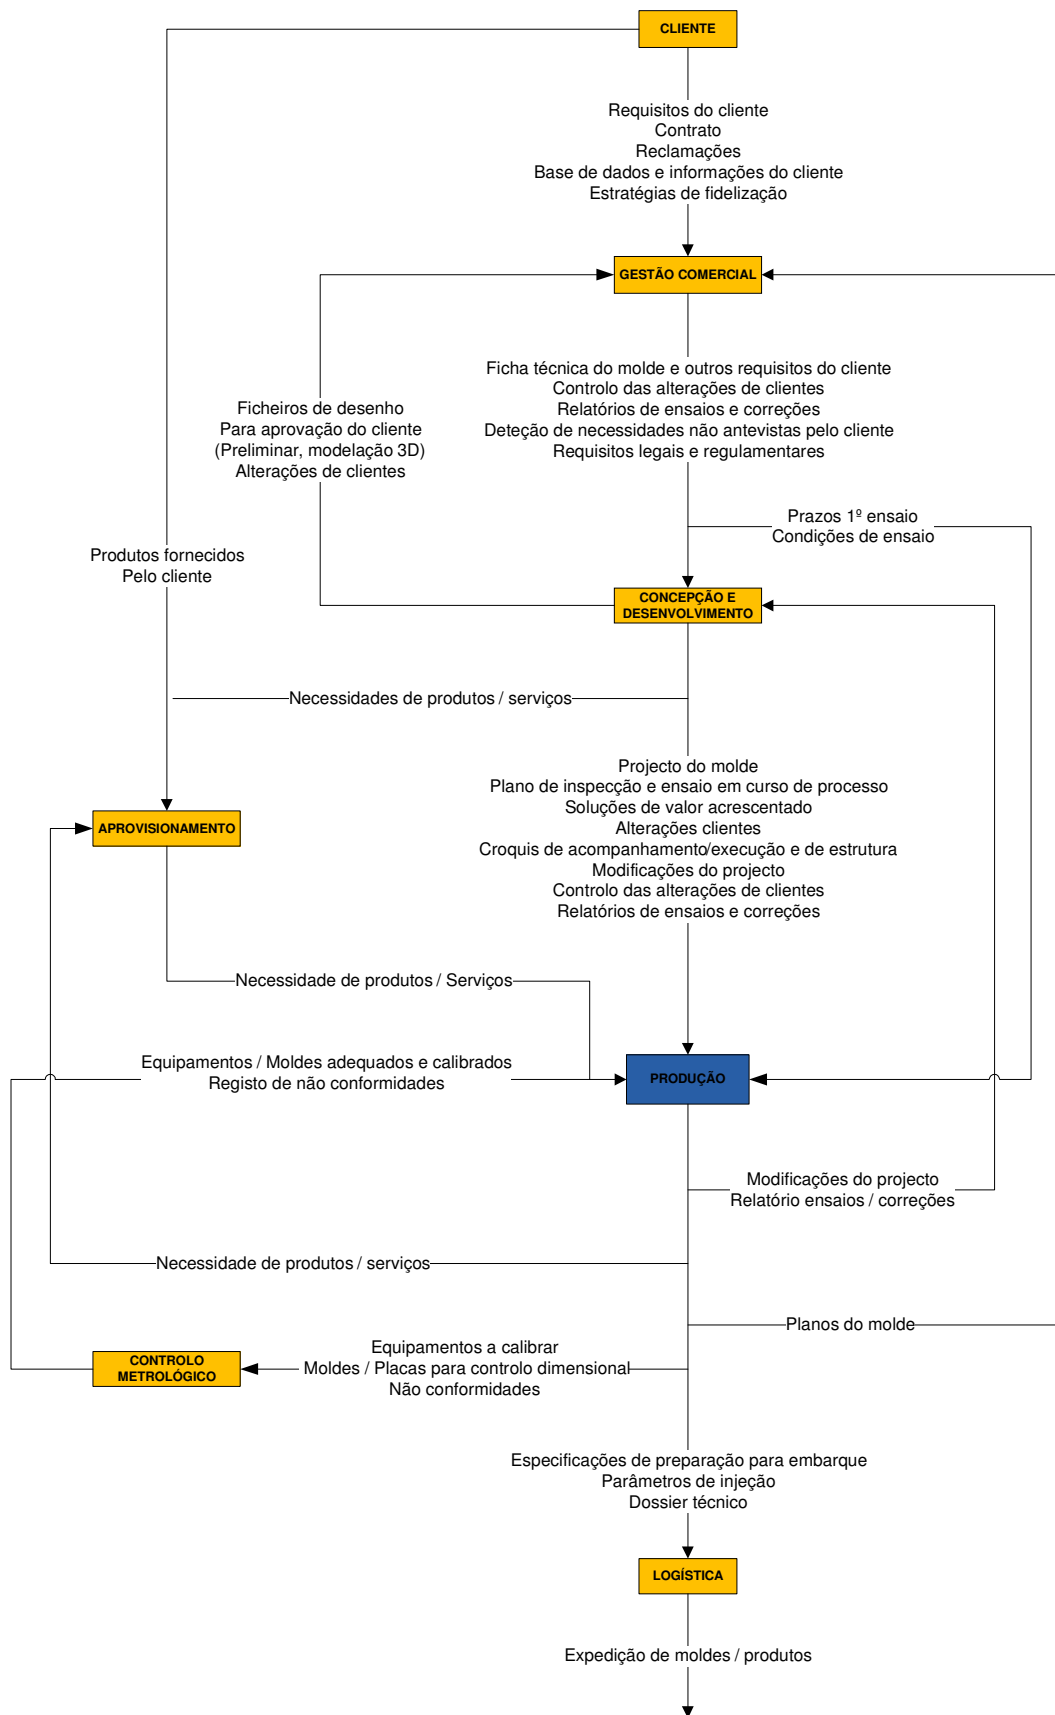 CLIENTE
Requisitos do cliente
Contrato
Reclamações
Base de dados e informações do cliente
Estratégias de fidelização
GESTÃO COMERCIAL
Ficha técnica do molde e outros requisitos do cliente
Controlo das alterações de clientes
Relatórios de ensaios e correções
Deteção de necessidades não antevistas pelo cliente
Requisitos legais e regulamentares
Ficheiros de desenho
Para aprovação do cliente
(Preliminar, modelação 3D)
Alterações de clientes
Prazos 1º ensaio
Condições de ensaio
Produtos fornecidos
Pelo cliente
CONCEPÇÃO E
DESENVOLVIMENTO
Necessidades de produtos / serviços
Projecto do molde
Plano de inspecção e ensaio em curso de processo
Soluções de valor acrescentado
Alterações clientes
Croquis de acompanhamento/execução e de estrutura
Modificações do projecto
Controlo das alterações de clientes
Relatórios de ensaios e correções
APROVISIONAMENTO
Necessidade de produtos / Serviços
Equipamentos / Moldes adequados e calibrados
Registo de não conformidades
PRODUÇÃO
Modificações do projecto
Relatório ensaios / correções
Necessidade de produtos / serviços
Planos do molde
Equipamentos a calibrar
Moldes / Placas para controlo dimensional
Não conformidades
CONTROLO
METROLÓGICO
Especificações de preparação para embarque
Parâmetros de injeção
Dossier técnico
LOGÍSTICA
Expedição de moldes / produtos